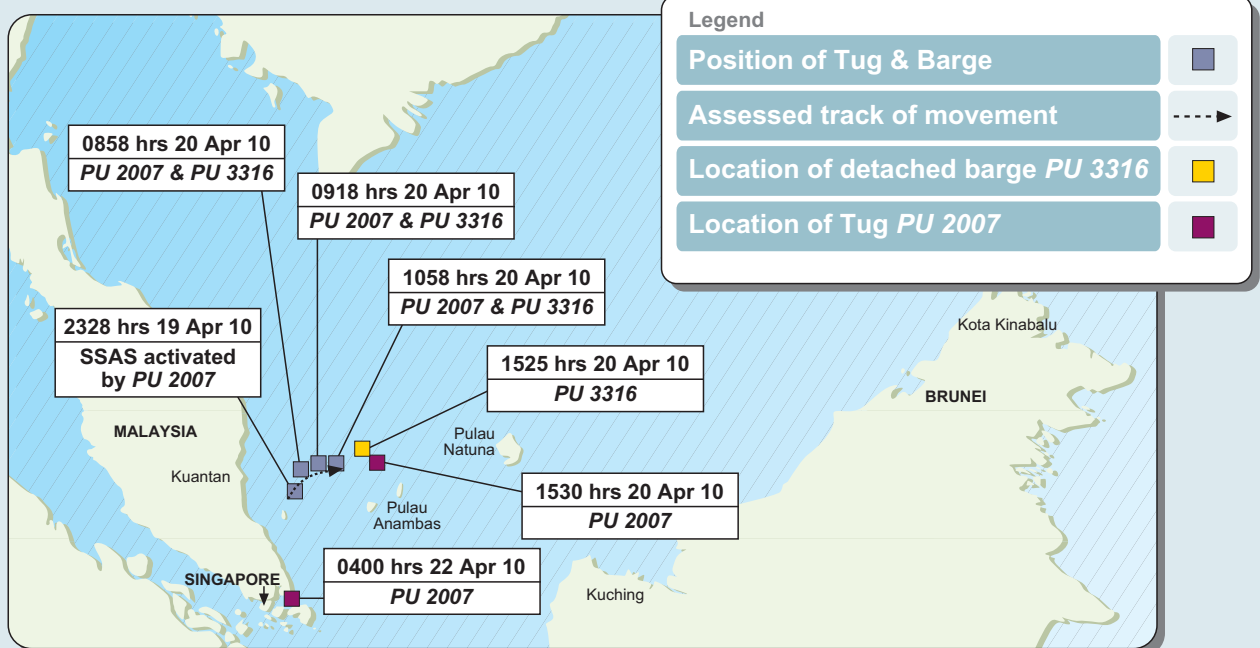 Legend
Position of Tug & Barge
Assessed track of movement
Location of detached barge PU 3316
Location of Tug PU 2007
0858 hrs 20 Apr 10
PU 2007 & PU 3316
0918 hrs 20 Apr 10
PU 2007 & PU 3316
1058 hrs 20 Apr 10
PU 2007 & PU 3316
2328 hrs 19 Apr 10
SSAS activated
by PU 2007
1525 hrs 20 Apr 10
PU 3316
Kota Kinabalu
BRUNEI
MALAYSIA
Kuantan
Pulau
Natuna
Pulau
Anambas
1530 hrs 20 Apr 10
PU 2007
0400 hrs 22 Apr 10
PU 2007
SINGAPORE
Kuching